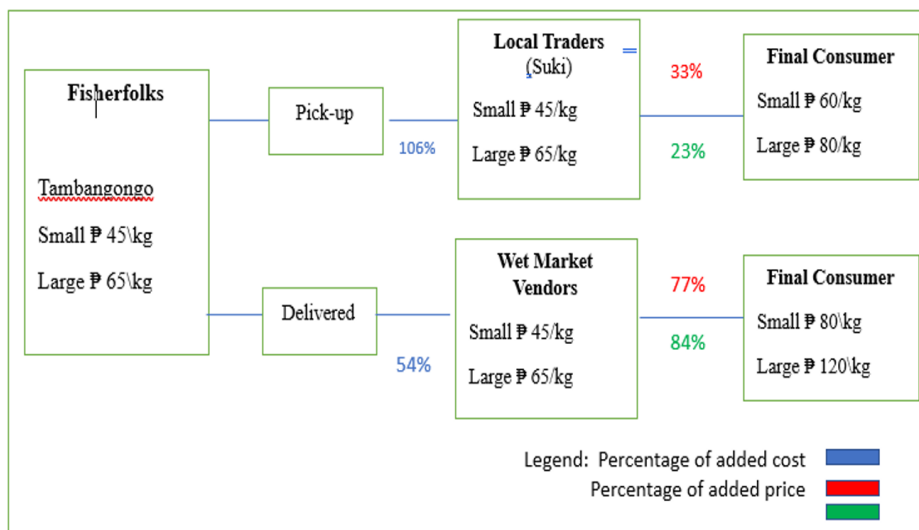 Fisherfolks
Tambangongo
Small ₱ 45\kg
Large ₱ 65\kg
Pick-up
106%
Local Traders
(Suki)
Small ₱ 45/kg
Large ₱ 65/kg
33%
23%
Final Consumer
Small ₱ 60/kg
Large ₱ 80/kg
Delivered
54%
Wet Market
Vendors
Small ₱ 45/kg
Large ₱ 65/kg
77%
84%
Final Consumer
Small ₱ 80\kg
Large ₱ 120\kg
Legend: Percentage of added cost
Percentage of added price